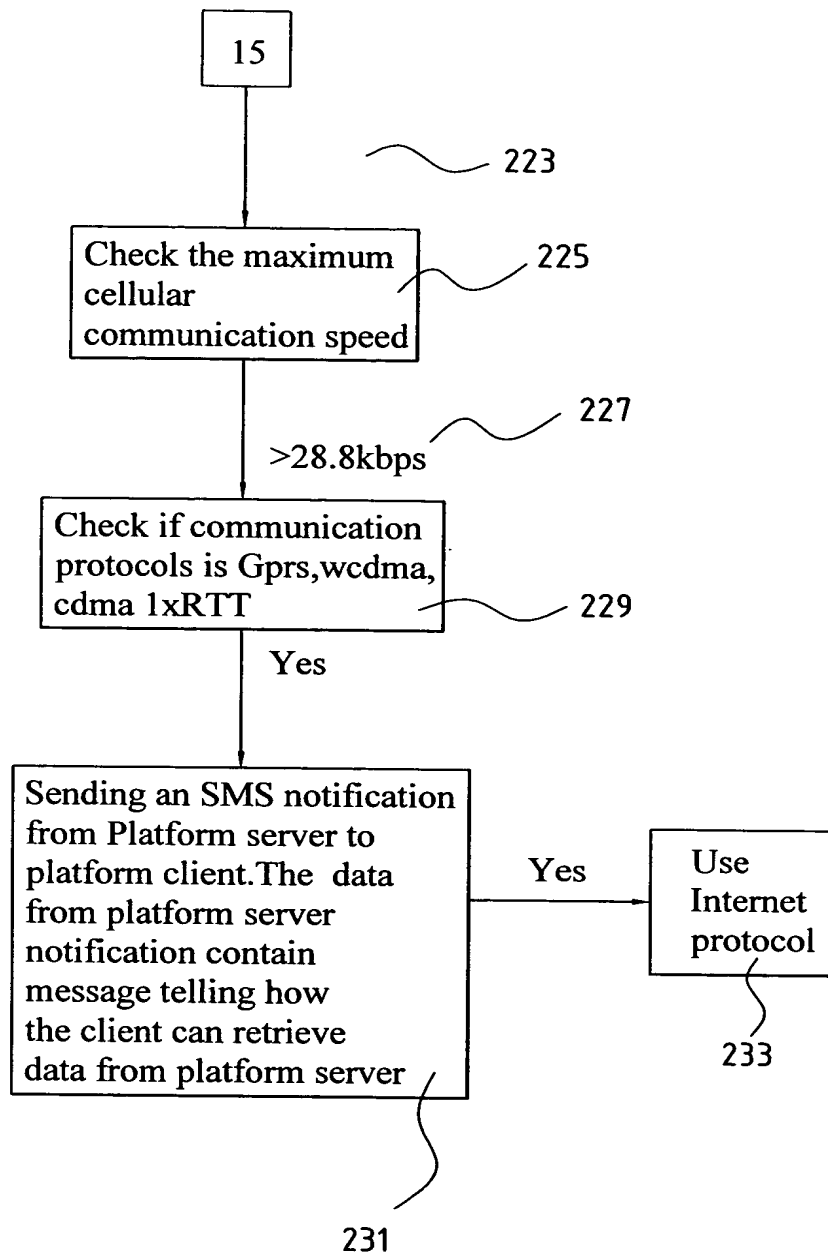 15
223
Check the maximum
cellular
communication speed
225
227
>28.8kbps
Check if communication
protocols is Gprs,wcdma,
cdma 1xRTT
229
Yes
Sending an SMS notification
from Platform server to
platform client.The data
from platform server
notification contain
message telling how
the client can retrieve
data from platform server
Yes
Use
Internet
protocol
233
231